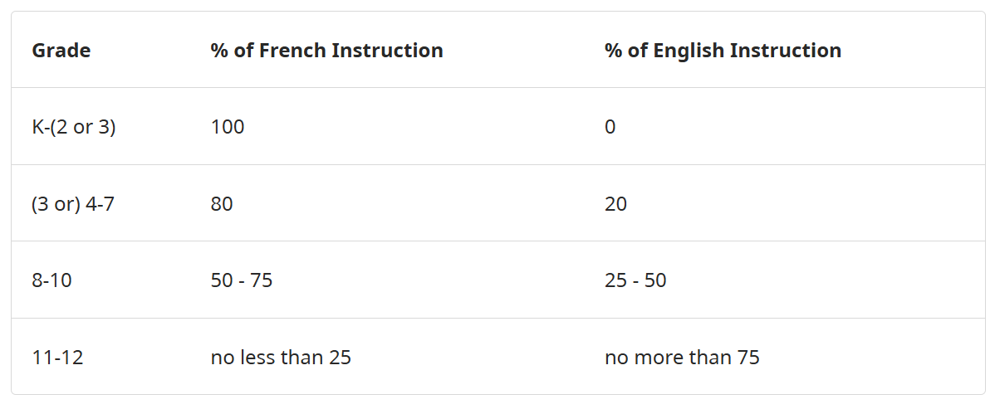 Grade % of French Instruction % of English Instruction
K-(2 or 3) 100 0
(3 or) 4-7 80 20
8-10 50 - 75 25 - 50
11-12 no less than 25 no more than 75